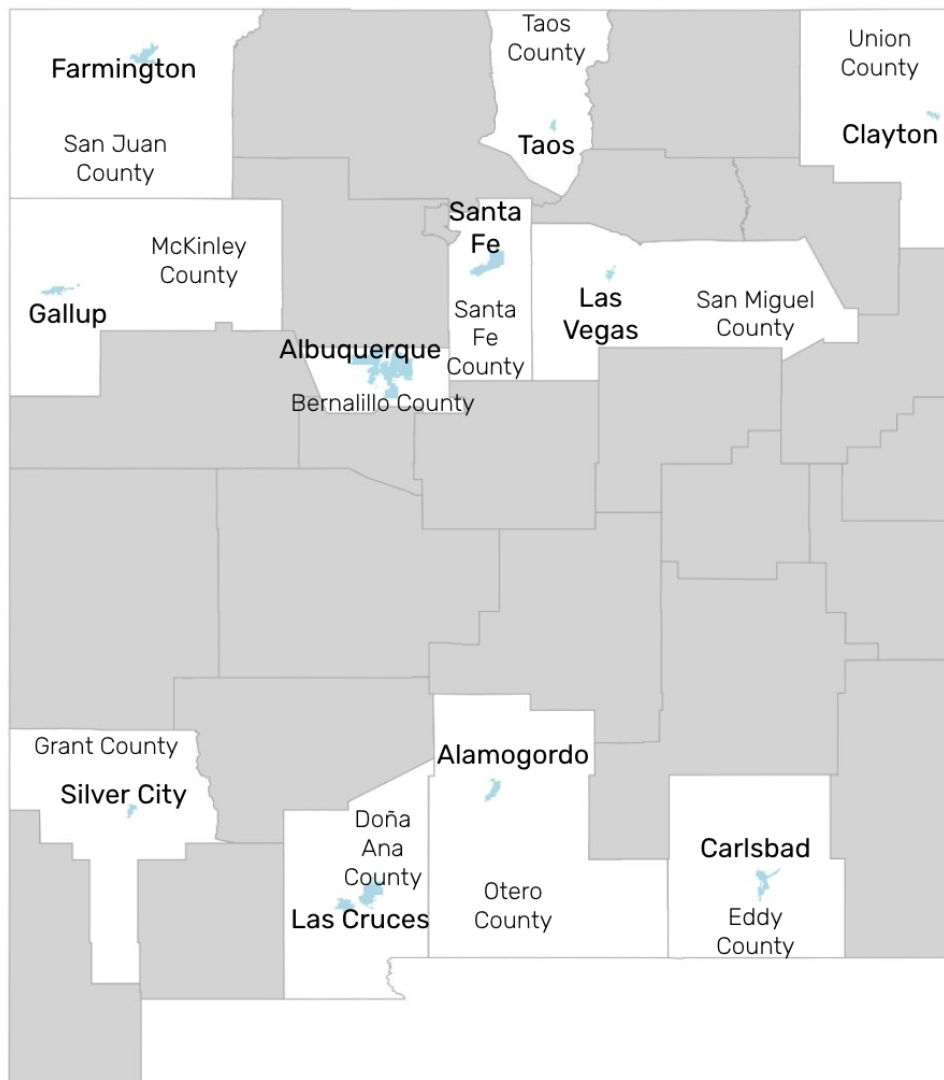 Taos
County
Union
County
Farmington
Clayton
San Juan
County
Taos
Santa
Fe
McKinley
County
Gallup
Las
Vegas
San Miguel
County
Santa
Fe
County
Albuquerque
Bernalillo County
Grant County
Silver City
Alamogordo
Doña
Ana
County
Las Cruces
Otero
County
Carlsbad
Eddy
County